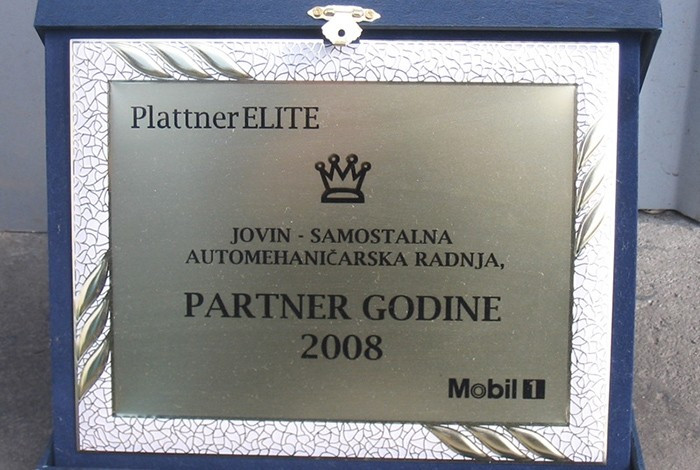 PlattnerELITE
JOVIN - SAMOSTALNA
AUTOMEHANIČARSKA RADNJA,
PARTNER GODINE
2008
Mobil 1